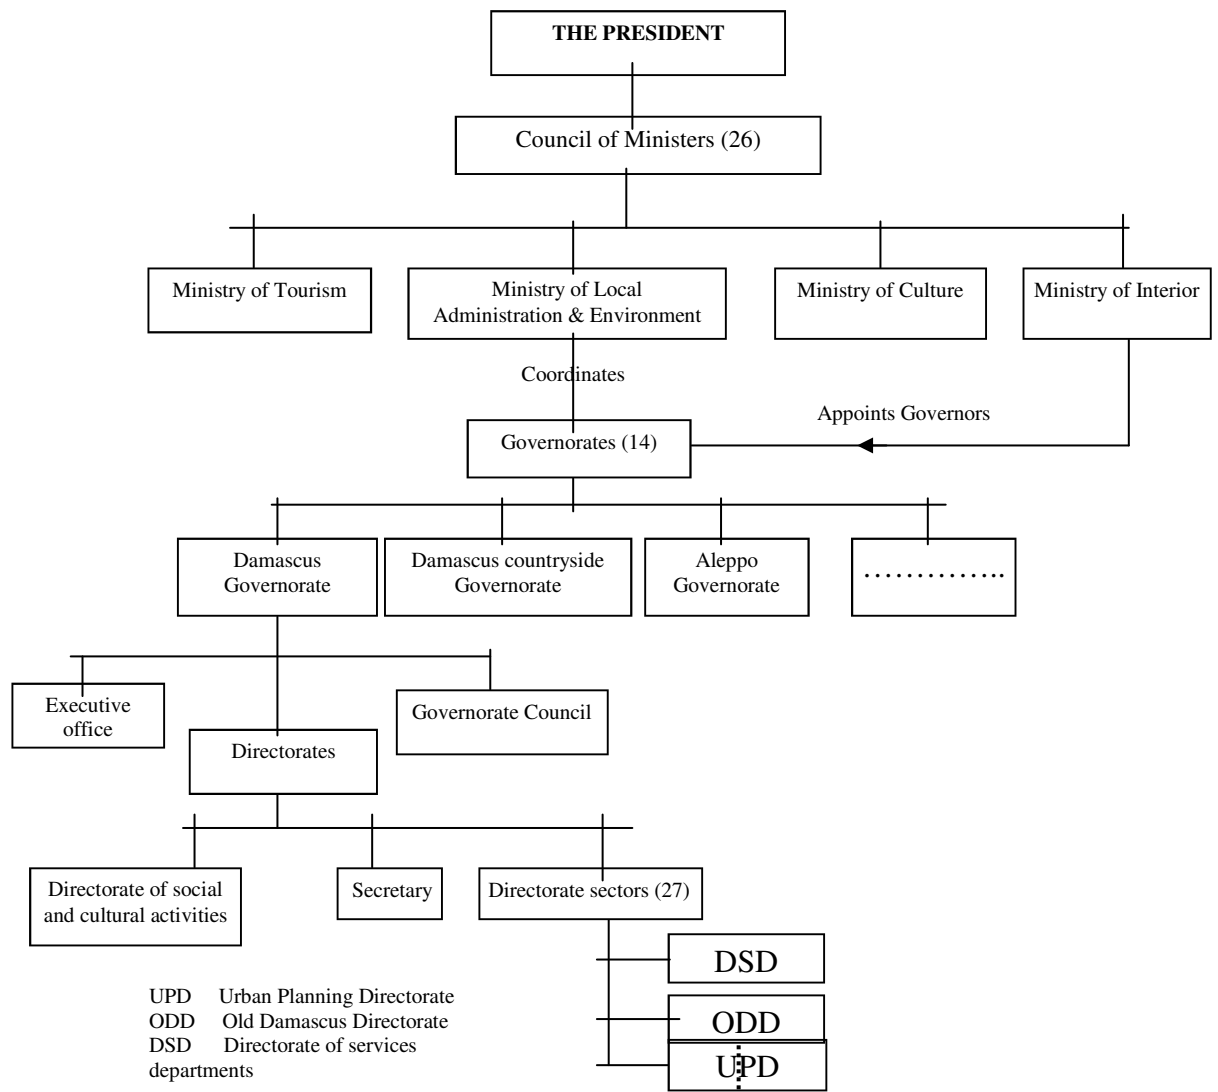 THE PRESIDENT
Council of Ministers (26)
Ministry of Tourism
Ministry of Local
Administration & Environment
Ministry of Culture
Ministry of Interior
Coordinates
Appoints Governors
Governorates (14)
Damascus
Governorate
Damascus countryside
Governorate
Aleppo
Governorate
……………
Executive
office
Governorate Council
Directorates
Directorate of social
and cultural activities
Secretary
Directorate sectors (27)
DSD
ODD
UPD
UPD Urban Planning Directorate
ODD Old Damascus Directorate
DSD Directorate of services
departments